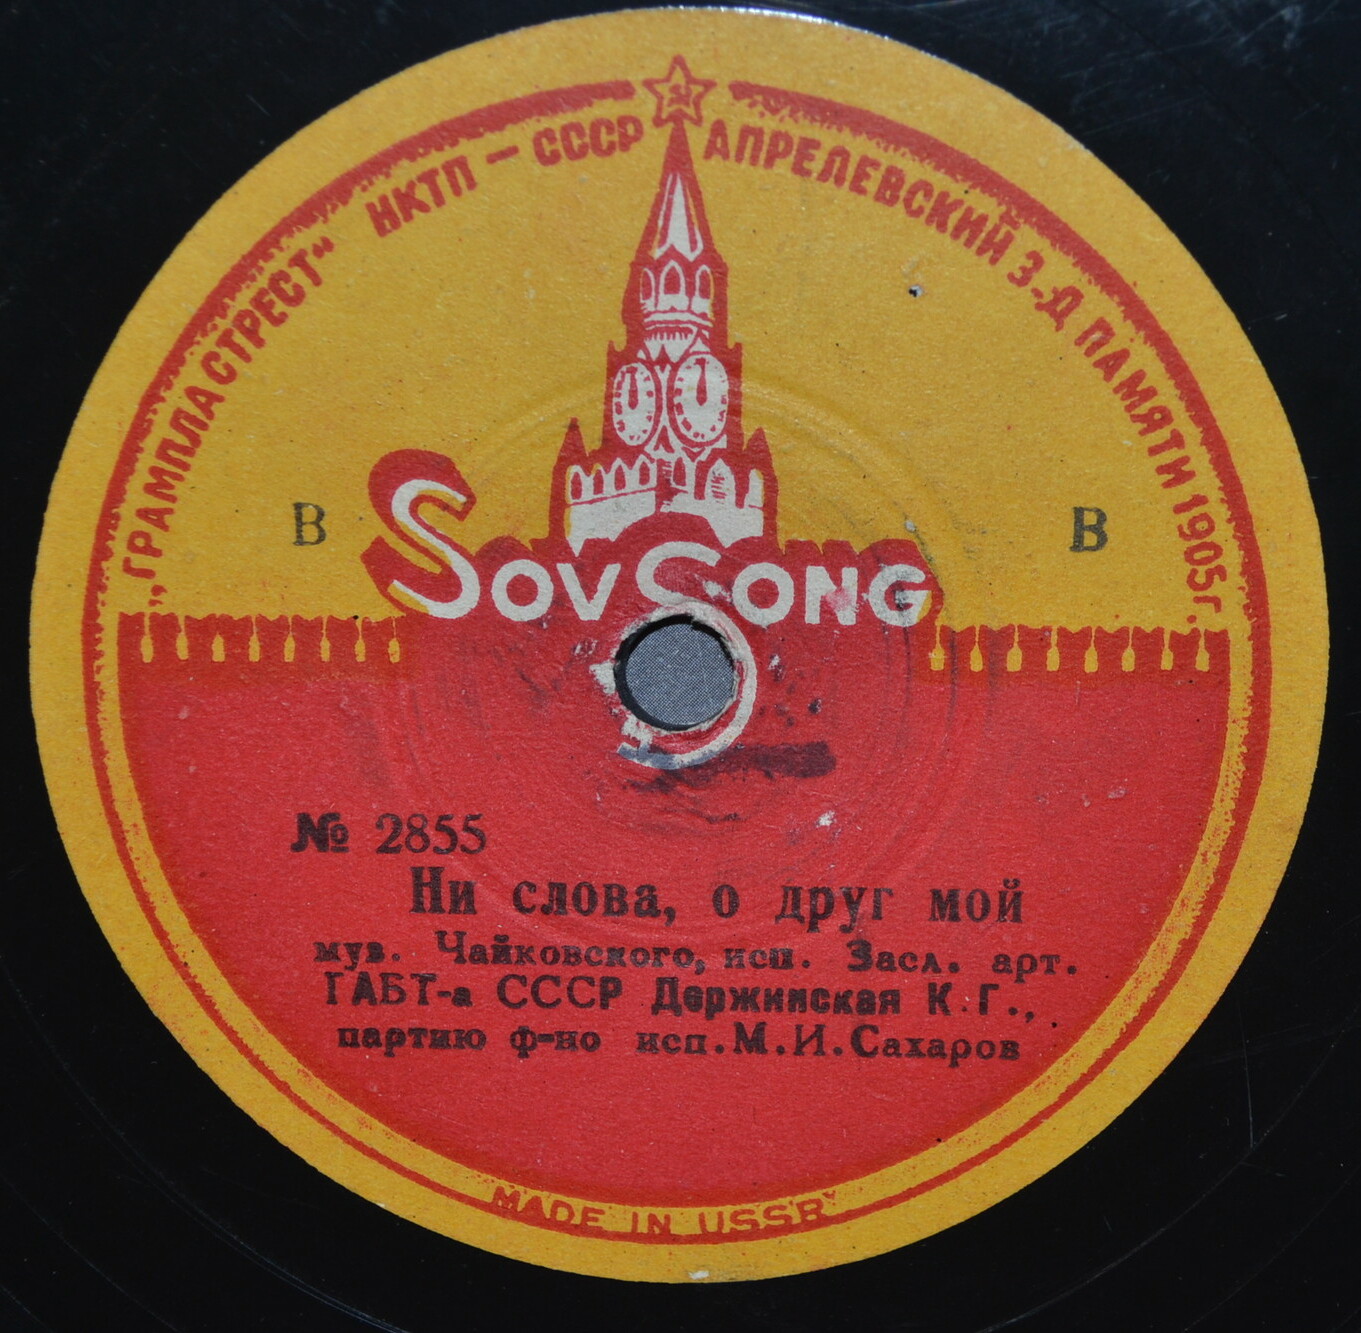 „ГРАМПЛАСТРЕСТ“ НКТП — СССР АПРЕЛЕВСКИЙ З-Д ПАМЯТИ 1905 г.
В В
SOVSONG
№ 2855
Ни слова, о друг мой
муз. Чайковского, исп. Засл. арт.
ГАБТ-а СССР Держинская К.Г.,
партию ф-но исп. М.И.Сахаров
MADE IN USSR